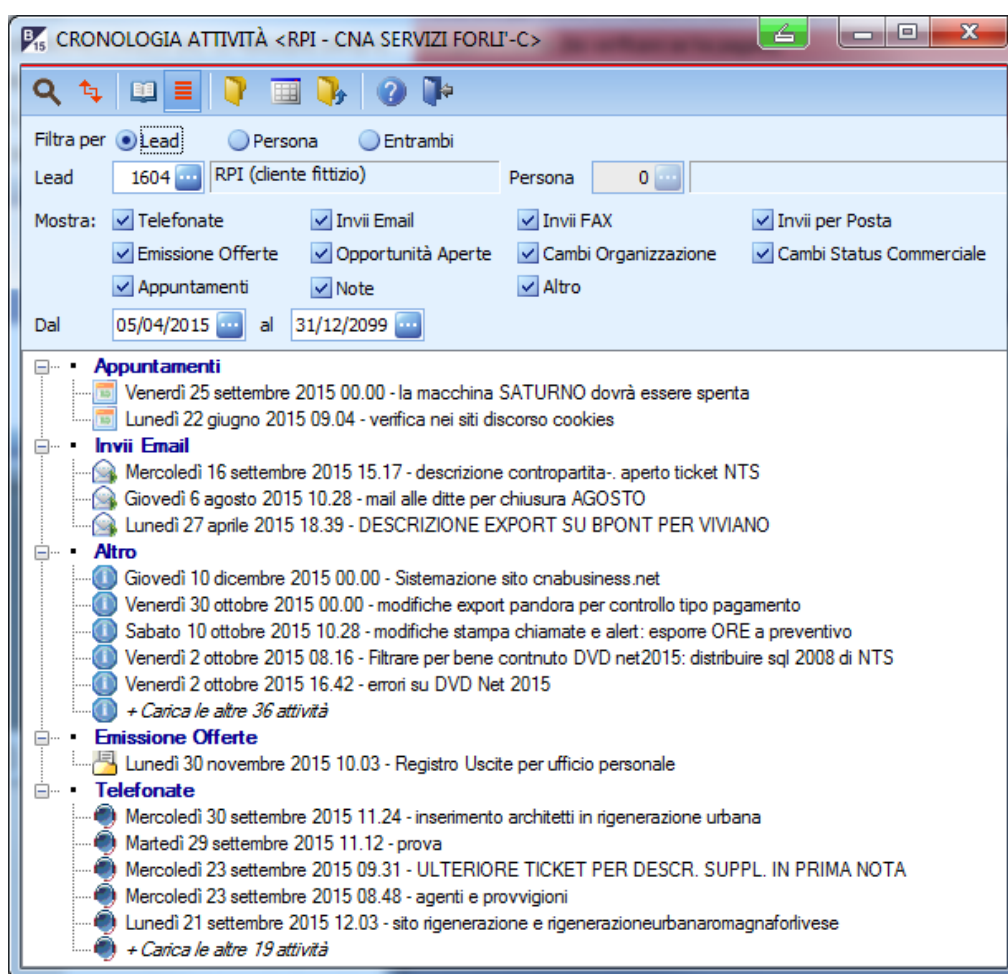 B 15 CRONOLOGIA ATTIVITÀ <RPI - CNA SERVIZI FORLI'-C>
Filtra per Lead Persona Entrambi
Lead 1604 RPI (cliente fittizio) Persona 0
Mostra: Telefonate Invii Email Invii FAX Invii per Posta
Emissione Offerte Opportunità Aperte Cambi Organizzazione Cambi Status Commerciale
Appuntamenti Note Altro
Dal 05/04/2015 al 31/12/2099
Appuntamenti
Venerdì 25 settembre 2015 00.00 - la macchina SATURNO dovrà essere spenta
Lunedì 22 giugno 2015 09.04 - verifica nei siti discorso cookies
Invii Email
Mercoledì 16 settembre 2015 15.17 - descrizione contropartita-. aperto ticket NTS
Giovedì 6 agosto 2015 10.28 - mail alle ditte per chiusura AGOSTO
Lunedì 27 aprile 2015 18.39 - DESCRIZIONE EXPORT SU BPONT PER VIVIANO
Altro
Giovedì 10 dicembre 2015 00.00 - Sistemazione sito cnabusiness.net
Venerdì 30 ottobre 2015 00.00 - modifiche export pandora per controllo tipo pagamento
Sabato 10 ottobre 2015 10.28 - modifiche stampa chiamate e alert: esporre ORE a preventivo
Venerdì 2 ottobre 2015 08.16 - Filtrare per bene contnuto DVD net2015: distribuire sql 2008 di NTS
Venerdì 2 ottobre 2015 16.42 - errori su DVD Net 2015
+ Carica le altre 36 attività
Emissione Offerte
Lunedì 30 novembre 2015 10.03 - Registro Uscite per ufficio personale
Telefonate
Mercoledì 30 settembre 2015 11.24 - inserimento architetti in rigenerazione urbana
Martedì 29 settembre 2015 11.12 - prova
Mercoledì 23 settembre 2015 09.31 - ULTERIORE TICKET PER DESCR. SUPPL. IN PRIMA NOTA
Mercoledì 23 settembre 2015 08.48 - agenti e provvigioni
Lunedì 21 settembre 2015 12.03 - sito rigenerazione e rigenerazioneurbanaromagnaforlivese
+ Carica le altre 19 attività